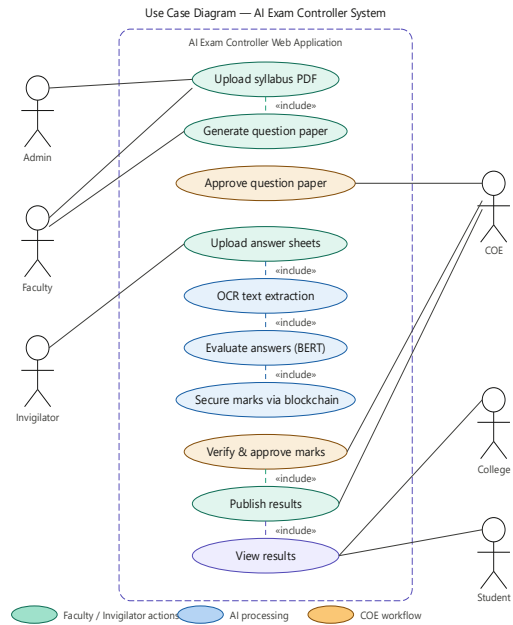 Use Case Diagram — AI Exam Controller System
AI Exam Controller Web Application
Upload syllabus PDF
«include»
Generate question paper
Admin
Approve question paper
Upload answer sheets
COE
«include»
Faculty
OCR text extraction
«include»
Evaluate answers (BERT)
«include»
Secure marks via blockchain
Invigilator
Verify & approve marks
College
«include»
Publish results
«include»
View results
Student
Faculty / Invigilator actions
AI processing
COE workflow